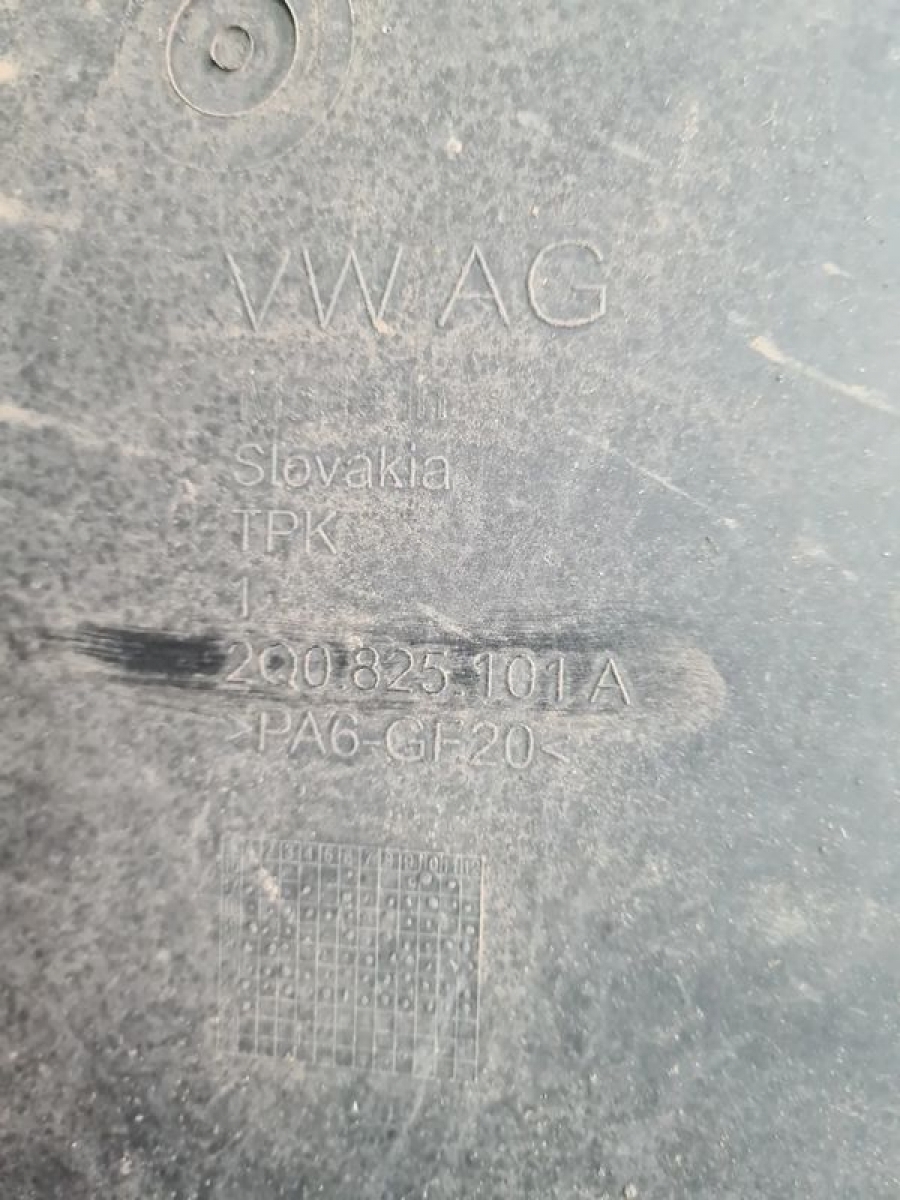 VW AG
Slovakia
TPK
1
2Q0.825.101 A
>PA6-GF20<